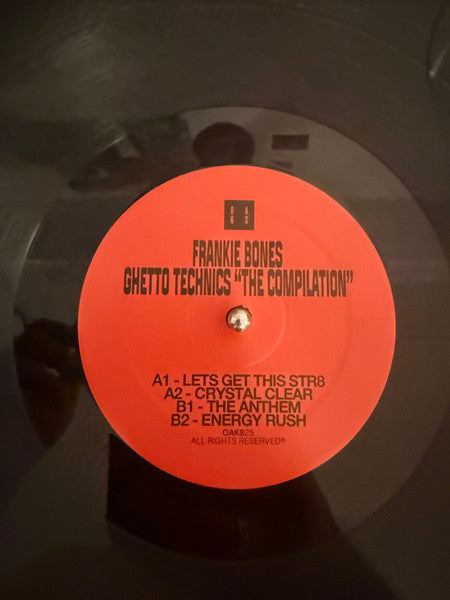 O A
K S
FRANKIE BONES
GHETTO TECHNICS "THE COMPILATION"
A1 - LETS GET THIS STR8
A2 - CRYSTAL CLEAR
B1 - THE ANTHEM
B2 - ENERGY RUSH
OAKS25
ALL RIGHTS RESERVED®